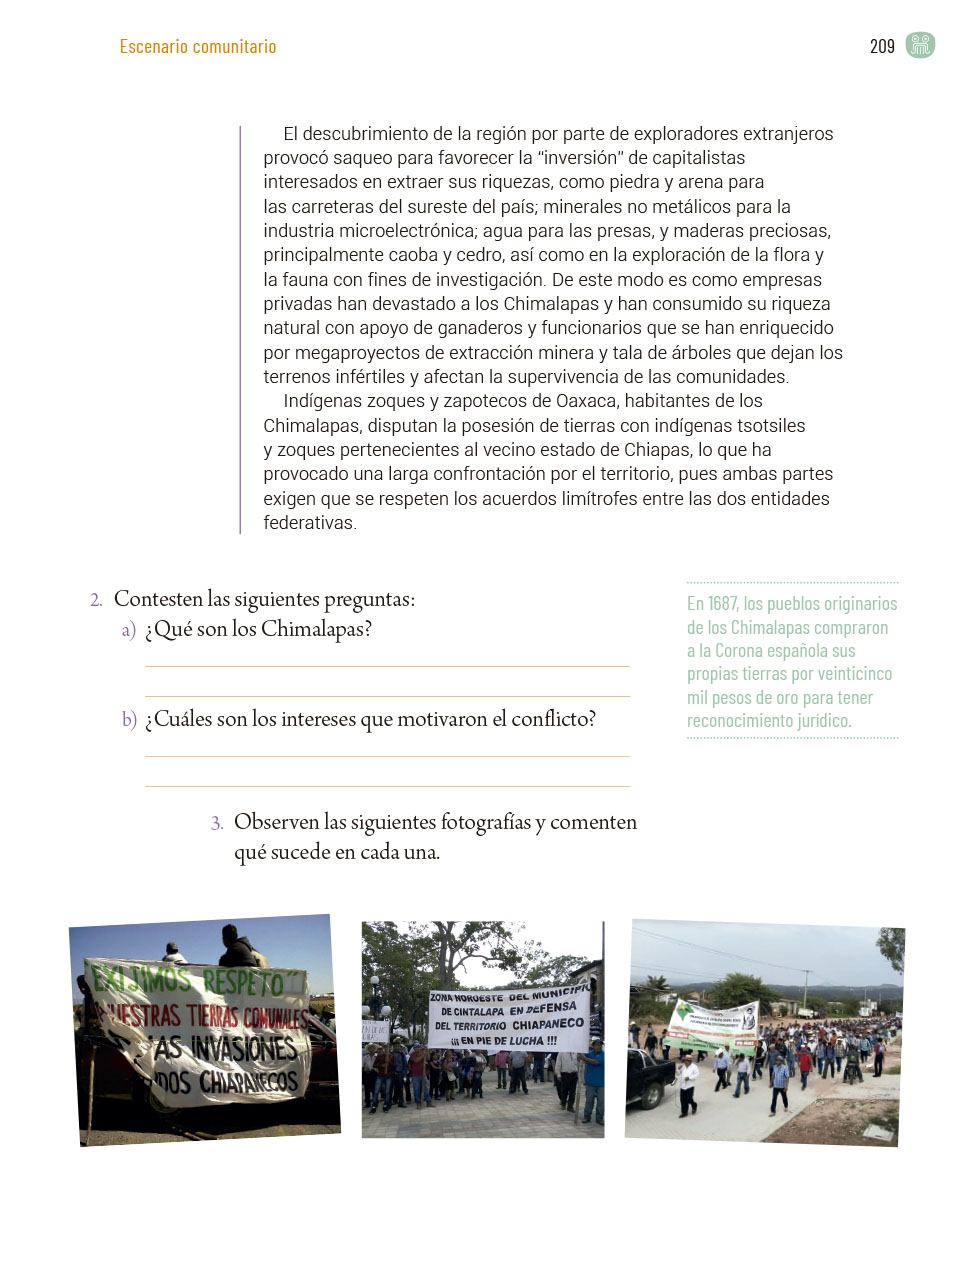 Escenario comunitario
209
El descubrimiento de la región por parte de exploradores extranjeros
provocó saqueo para favorecer la “inversión” de capitalistas
interesados en extraer sus riquezas, como piedra y arena para
las carreteras del sureste del país; minerales no metálicos para la
industria microelectrónica; agua para las presas, y maderas preciosas,
principalmente caoba y cedro, así como en la exploración de la flora y
la fauna con fines de investigación. De este modo es como empresas
privadas han devastado a los Chimalapas y han consumido su riqueza
natural con apoyo de ganaderos y funcionarios que se han enriquecido
por megaproyectos de extracción minera y tala de árboles que dejan los
terrenos infértiles y afectan la supervivencia de las comunidades.
Indígenas zoques y zapotecos de Oaxaca, habitantes de los
Chimalapas, disputan la posesión de tierras con indígenas tsotsiles
y zoques pertenecientes al vecino estado de Chiapas, lo que ha
provocado una larga confrontación por el territorio, pues ambas partes
exigen que se respeten los acuerdos limítrofes entre las dos entidades
federativas.
2. Contesten las siguientes preguntas:
a) ¿Qué son los Chimalapas?
b) ¿Cuáles son los intereses que motivaron el conflicto?
En 1687, los pueblos originarios
de los Chimalapas compraron
a la Corona española sus
propias tierras por veinticinco
mil pesos de oro para tener
reconocimiento jurídico.
3. Observen las siguientes fotografías y comenten
qué sucede en cada una.
EXIJIMOS RESPETO
NUESTRAS TIERRAS COMUNALES
AS INVASIONES
DOS CHIAPANECOS
ZONA NOROESTE DEL MUNICIPIO
DE CINTALAPA EN DEFENSA
DEL TERRITORIO CHIAPANECO
¡¡¡ EN PIE DE LUCHA !!!